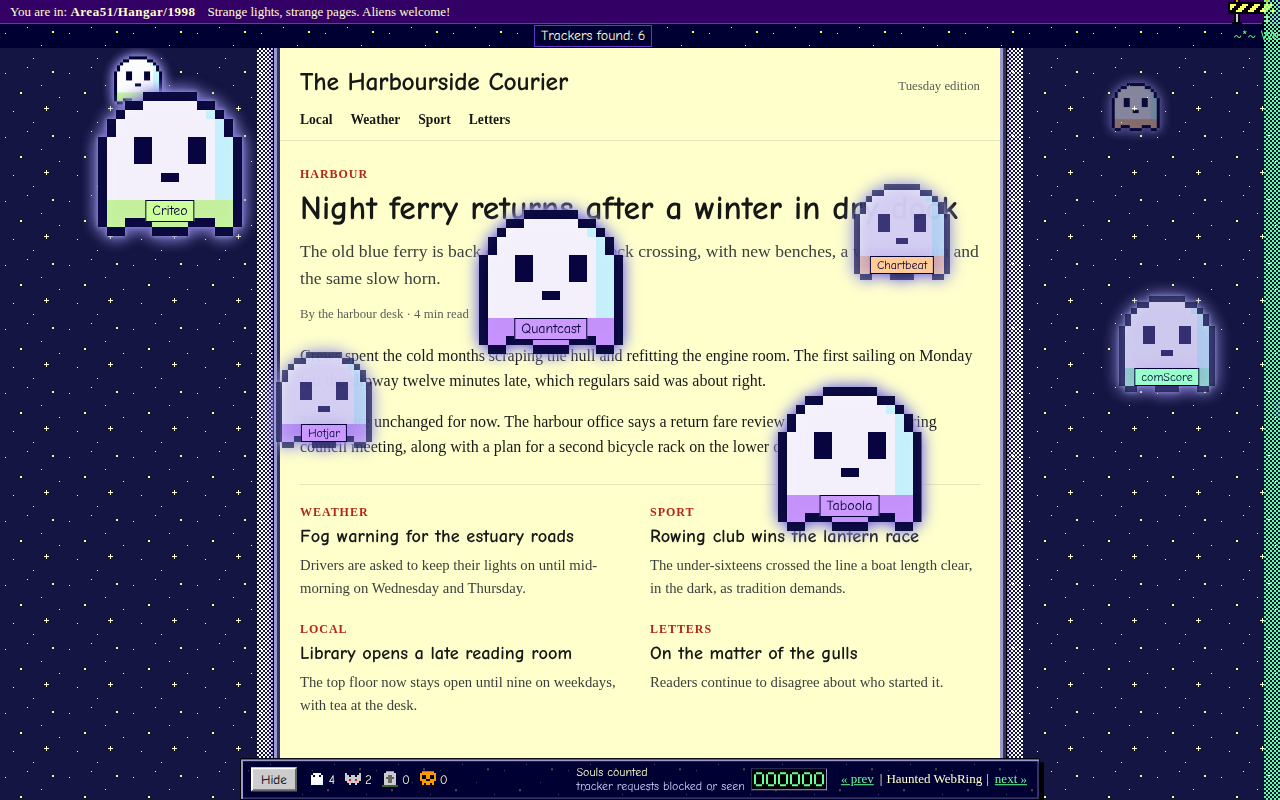 You are in: Area51/Hangar/1998 Strange lights, strange pages. Aliens welcome!
Trackers found: 6
~*~
The Harbourside Courier
Tuesday edition
Local Weather Sport Letters
HARBOUR
Night ferry returns after a winter in dry dock
The old blue ferry is back crossing, with new benches, a and
the same slow horn.
By the harbour desk · 4 min read
Crews spent the cold months scraping the hull and refitting the engine room. The first sailing on Monday
twelve minutes late, which regulars said was about right.
unchanged for now. The harbour office says a return fare review
council meeting, along with a plan for a second bicycle rack on the lower
Criteo
Quantcast
Chartbeat
Hotjar
comScore
Taboola
WEATHER
Fog warning for the estuary roads
Drivers are asked to keep their lights on until mid-
morning on Wednesday and Thursday.
SPORT
Rowing club wins the lantern race
The under-sixteens crossed the line a boat length clear,
in the dark, as tradition demands.
LOCAL
Library opens a late reading room
The top floor now stays open until nine on weekdays,
with tea at the desk.
LETTERS
On the matter of the gulls
Readers continue to disagree about who started it.
Hide 4 2 0 0
Souls counted
tracker requests blocked or seen
000000
« prev | Haunted WebRing | next »